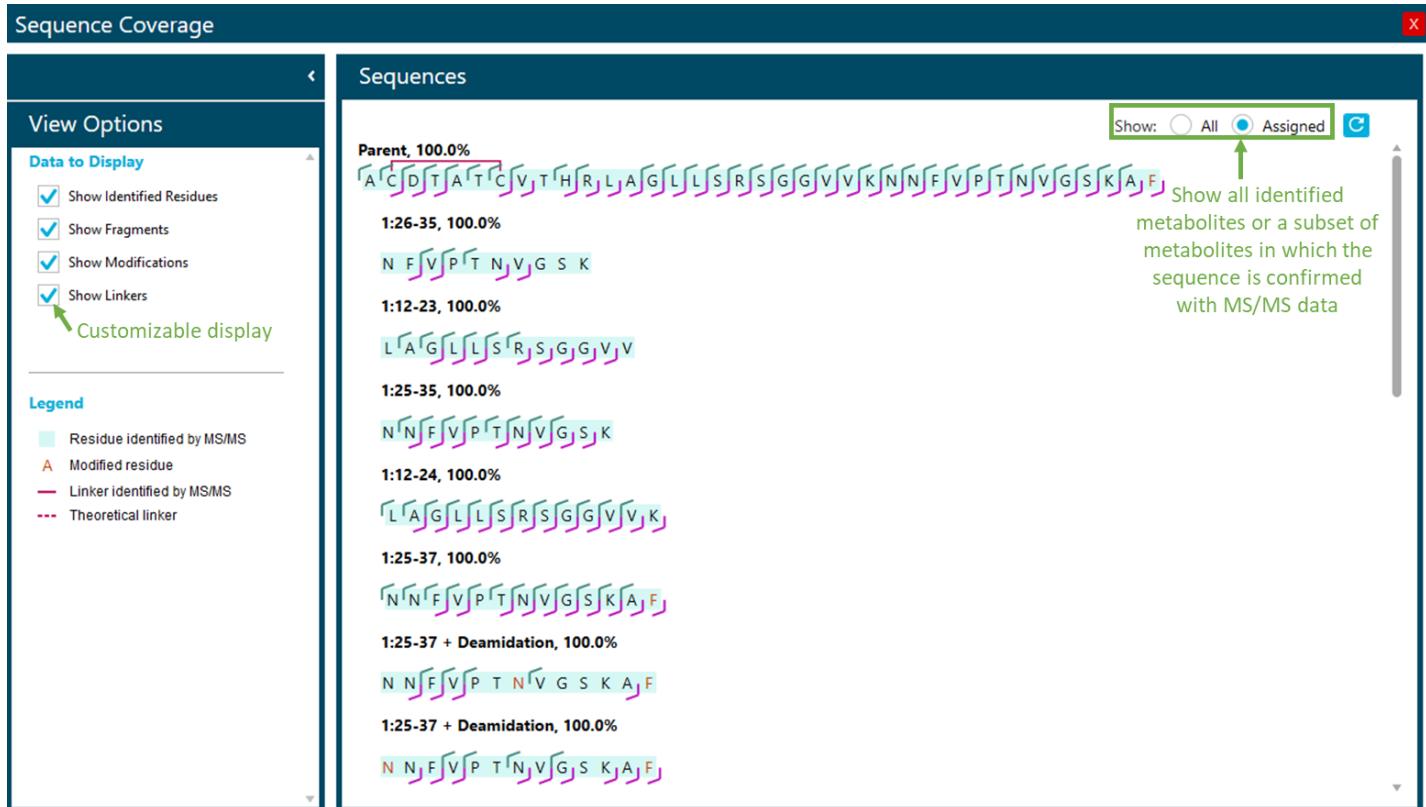 Sequence Coverage
X
View Options
Data to Display
Show Identified Residues
Show Fragments
Show Modifications
Show Linkers
Customizable display
Legend
Residue identified by MS/MS
A Modified residue
Linker identified by MS/MS
Theoretical linker
Sequences
Show: All Assigned
Show all identified
metabolites or a subset of
metabolites in which the
sequence is confirmed
with MS/MS data
Parent, 100.0%
A C D T A T C V T H R L A G L L S R S G G V V K N N F V P T N V G S K A F
1:26-35, 100.0%
N F V P T N V G S K
1:12-23, 100.0%
L A G L L S R S G G V V
1:25-35, 100.0%
N N F V P T N V G S K
1:12-24, 100.0%
L A G L L S R S G G V V K
1:25-37, 100.0%
N N F V P T N V G S K A F
1:25-37 + Deamidation, 100.0%
N N F V P T N V G S K A F
1:25-37 + Deamidation, 100.0%
N N F V P T N V G S K A F